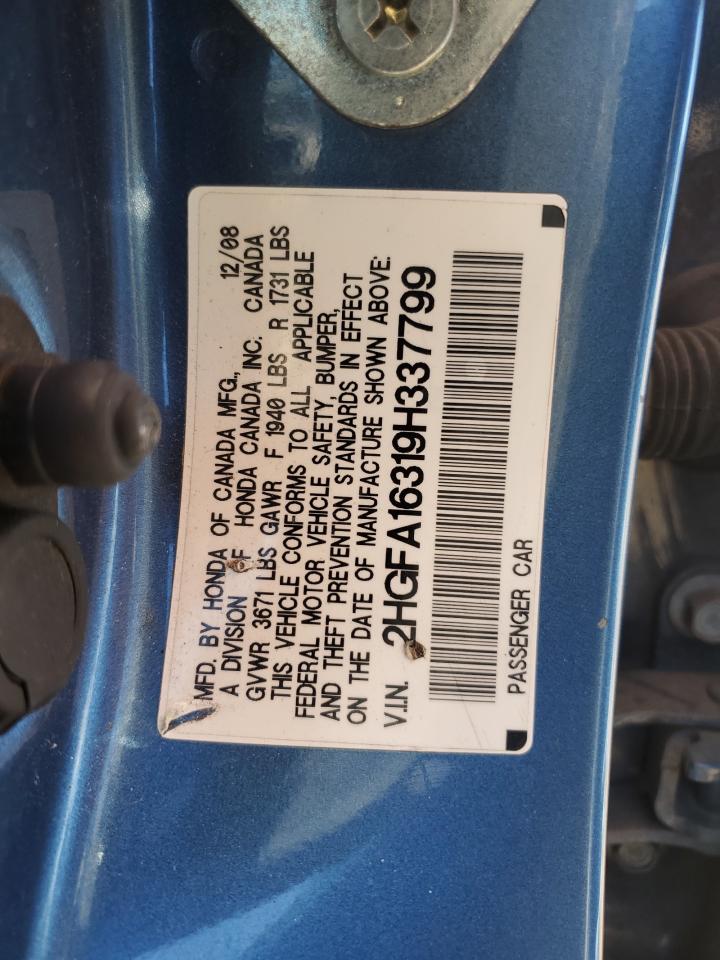 MFD. BY HONDA OF CANADA MFG., 12/08
A DIVISION OF HONDA CANADA INC. CANADA
GVWR 3671 LBS GAWR F 1940 LBS R 1731 LBS
THIS VEHICLE CONFORMS TO ALL APPLICABLE
FEDERAL MOTOR VEHICLE SAFETY, BUMPER,
AND THEFT PREVENTION STANDARDS IN EFFECT
ON THE DATE OF MANUFACTURE SHOWN ABOVE.
V.I.N. 2HGFA16319H337799
PASSENGER CAR